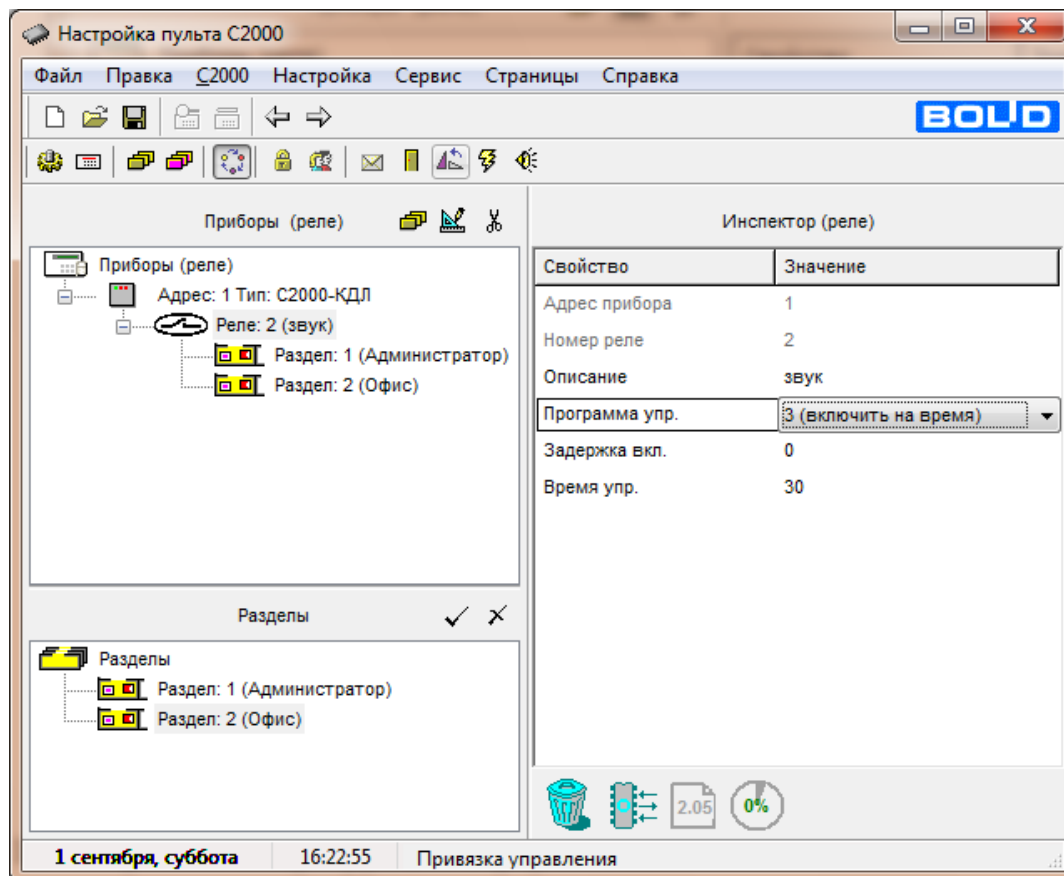 Настройка пульта С2000
Файл Правка С2000 Настройка Сервис Страницы Справка
BOLID
Приборы (реле)
Приборы (реле)
Адрес: 1 Тип: С2000-КДЛ
Реле: 2 (звук)
Раздел: 1 (Администратор)
Раздел: 2 (Офис)
Разделы
Разделы
Раздел: 1 (Администратор)
Раздел: 2 (Офис)
Инспектор (реле)
Свойство Значение
Адрес прибора 1
Номер реле 2
Описание звук
Программа упр. 3 (включить на время)
Задержка вкл. 0
Время упр. 30
2.05 0%
1 сентября, суббота 16:22:55 Привязка управления